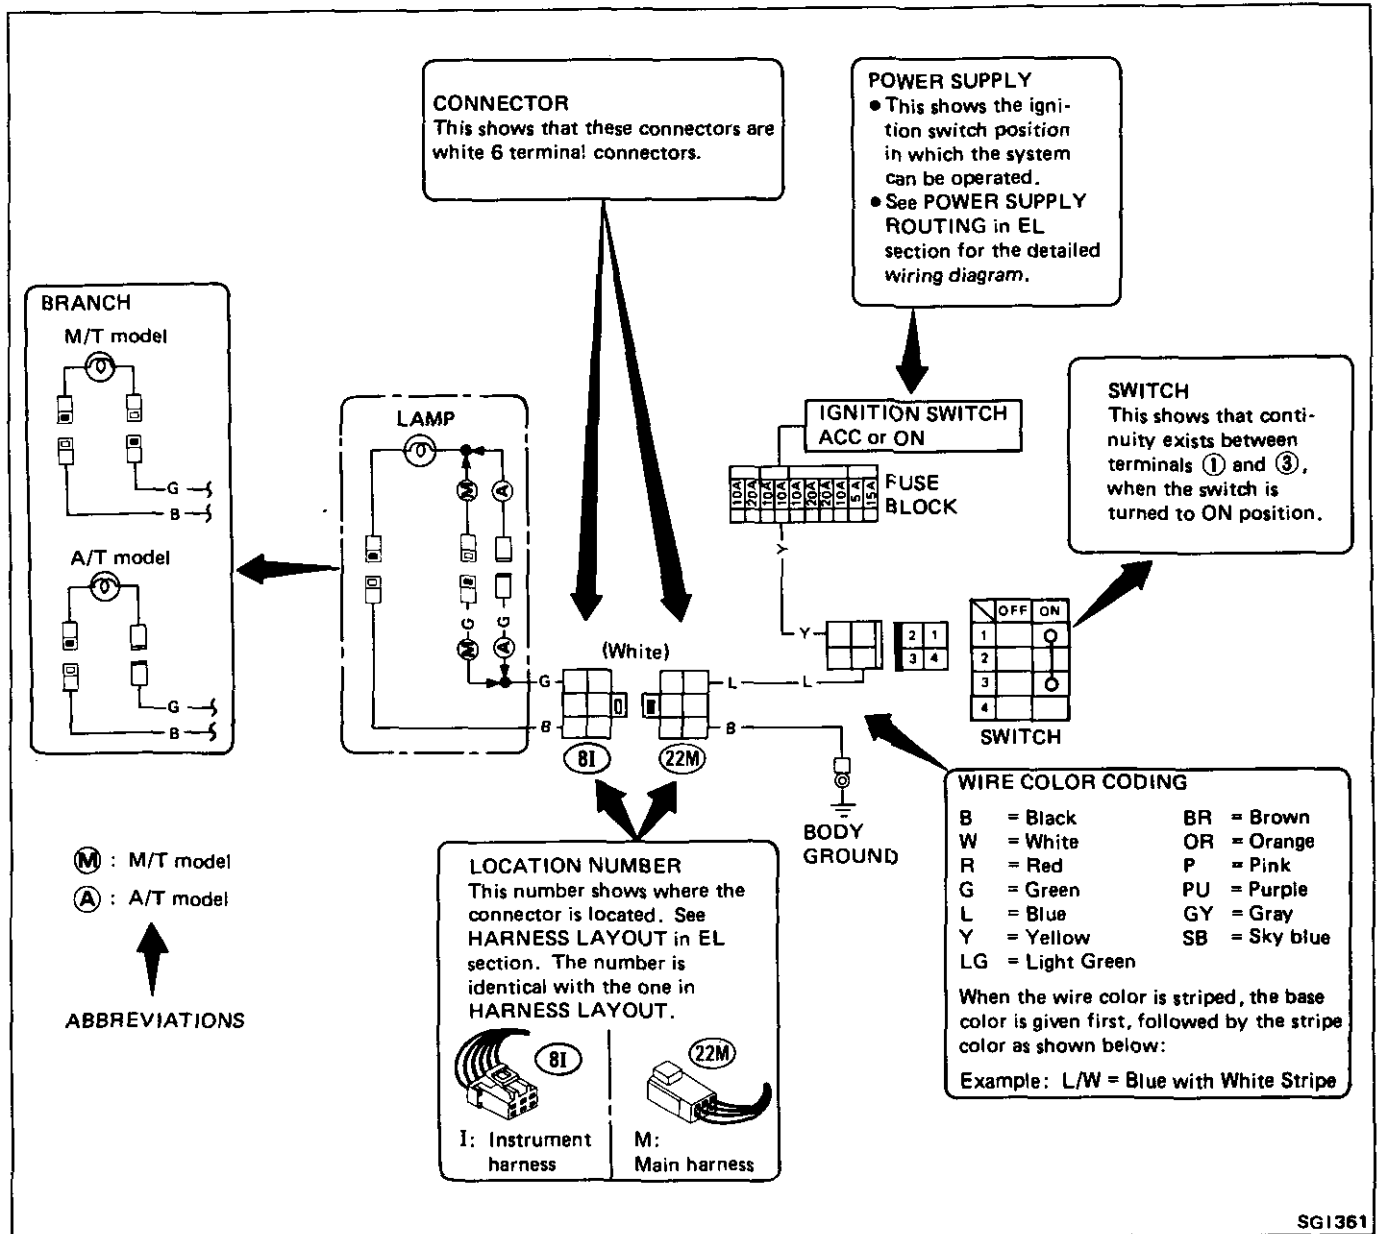 CONNECTOR
This shows that these connectors are
white 6 terminal connectors.
POWER SUPPLY
● This shows the igni-
tion switch position
in which the system
can be operated.
● See POWER SUPPLY
ROUTING in EL
section for the detailed
wiring diagram.
BRANCH
M/T model
G
B
A/T model
G
B
LAMP
M
A
G
G
M
A
G
B
(White)
8I
22M
L
L
B
IGNITION SWITCH
ACC or ON
10A 20A 10A 10A 10A 20A 20A 10A 5A 15A
FUSE
BLOCK
Y
Y
2 1
3 4
OFF ON
1
2
3
4
SWITCH
SWITCH
This shows that conti-
nuity exists between
terminals ① and ③,
when the switch is
turned to ON position.
BODY
GROUND
Ⓜ : M/T model
Ⓐ : A/T model
ABBREVIATIONS
LOCATION NUMBER
This number shows where the
connector is located. See
HARNESS LAYOUT in EL
section. The number is
identical with the one in
HARNESS LAYOUT.
8I
22M
I: Instrument
harness
M:
Main harness
WIRE COLOR CODING
B = Black
W = White
R = Red
G = Green
L = Blue
Y = Yellow
LG = Light Green
BR = Brown
OR = Orange
P = Pink
PU = Purple
GY = Gray
SB = Sky blue
When the wire color is striped, the base
color is given first, followed by the stripe
color as shown below:
Example: L/W = Blue with White Stripe
SGI361